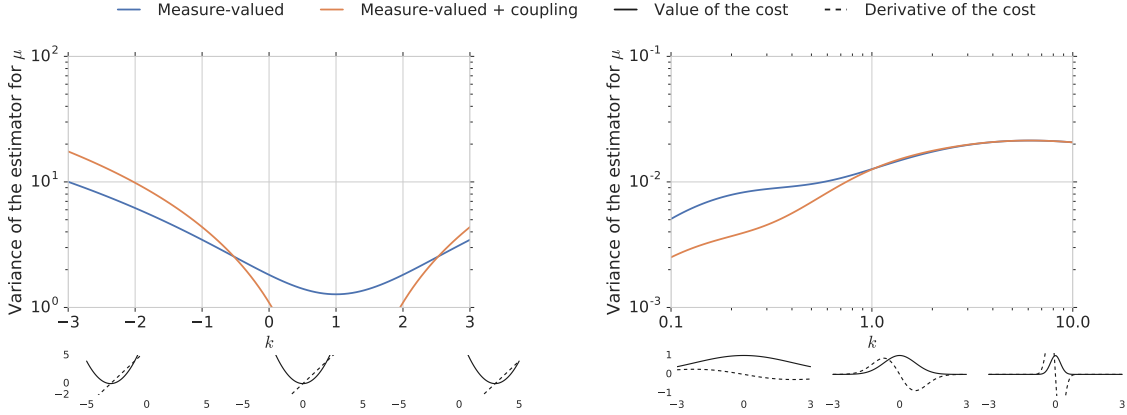 Measure-valued Measure-valued + coupling Value of the cost Derivative of the cost
Variance of the estimator for μ
10² 
10¹
10⁰
−3 −2 −1 0 1 2 3
k
5
0
−2
−5 0 5
0 5
0 5
Variance of the estimator for μ
10⁻¹
10⁻²
10⁻³
0.1 1.0 10.0
k
1
0
−1
−3 0 3
−3 0 3
−3 0 3